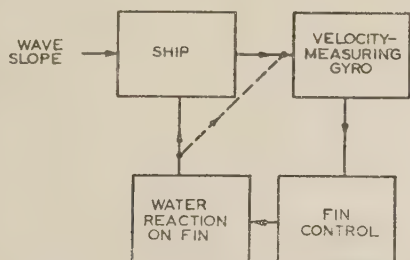 WAVE
SLOPE
SHIP
VELOCITY-
MEASURING
GYRO
WATER
REACTION
ON FIN
FIN
CONTROL